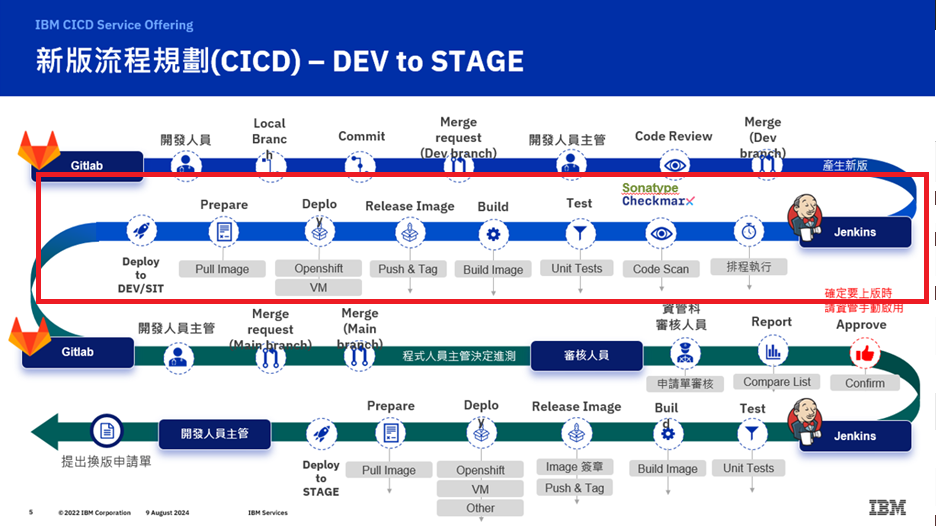 IBM CICD Service Offering
新版流程規劃(CICD) – DEV to STAGE
Gitlab
開發人員
Local
Branc
h
Commit
Merge
request
(Dev branch)
開發人員主管
Code Review
Merge
(Dev
branch)
產生新版
Deploy
to
DEV/SIT
Prepare
Pull Image
Deplo
y
Openshift
VM
Release Image
Push & Tag
Build
Build Image
Test
Unit Tests
Sonatype
Checkmarx
Code Scan
排程執行
Jenkins
確定要上版時
請資管手動啟用
Gitlab
開發人員主管
Merge
request
(Main branch)
Merge
(Main
branch)
程式人員主管決定進測
審核人員
資管科
審核人員
申請單審核
Report
Compare List
Approve
Confirm
提出換版申請單
開發人員主管
Deploy
to
STAGE
Prepare
Pull Image
Deplo
y
Openshift
VM
Other
Release Image
Image 簽章
Push & Tag
Buil
d
Build Image
Test
Unit Tests
Jenkins
5
© 2022 IBM Corporation
9 August 2024
IBM Services
IBM